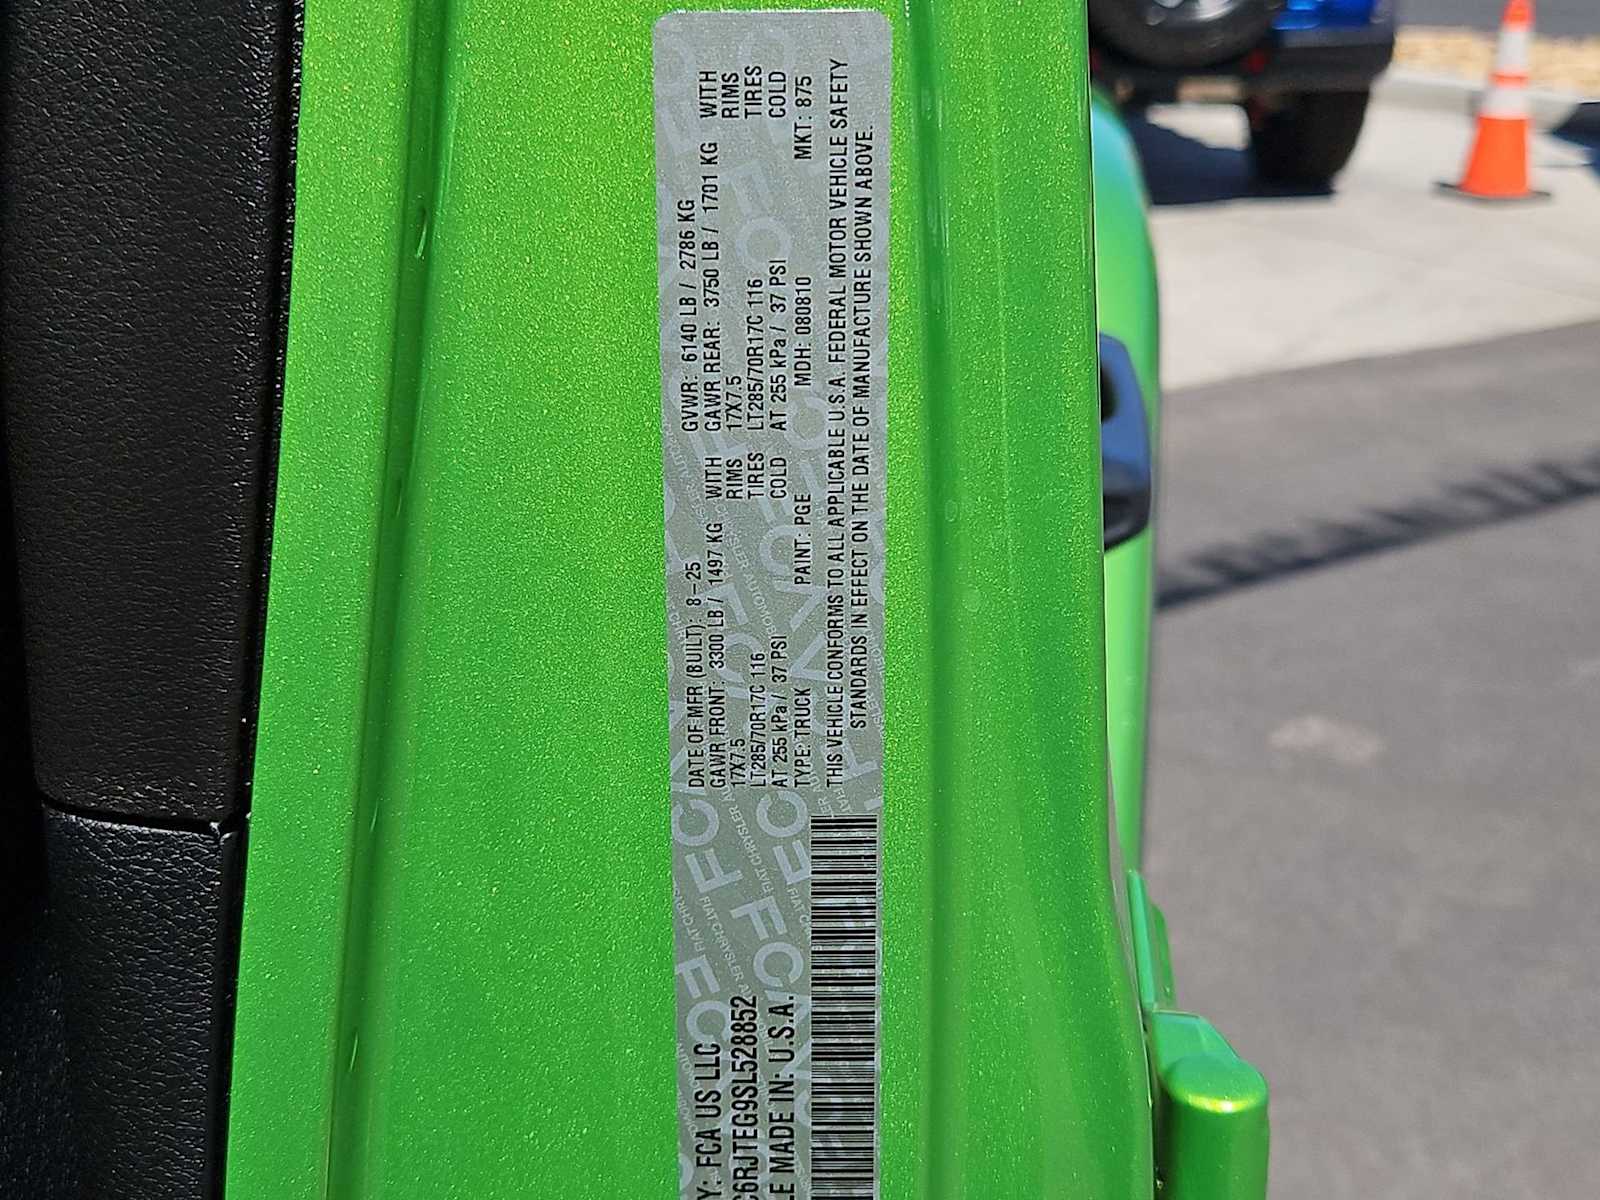 Y: FCA US LLC
C6RJTEG9SL528852
LE MADE IN: U.S.A.
DATE OF MFR (BUILT): 8-25 GVWR: 6140 LB / 2786 KG
GAWR FRONT: 3300 LB / 1497 KG WITH GAWR REAR: 3750 LB / 1701 KG WITH
17X7.5 RIMS 17X7.5 RIMS
LT285/70R17C 116 TIRES LT285/70R17C 116 TIRES
AT 255 kPa / 37 PSI COLD AT 255 kPa / 37 PSI COLD
TYPE: TRUCK PAINT: PGE MDH: 080810 MKT: 875
THIS VEHICLE CONFORMS TO ALL APPLICABLE U.S.A. FEDERAL MOTOR VEHICLE SAFETY
STANDARDS IN EFFECT ON THE DATE OF MANUFACTURE SHOWN ABOVE.